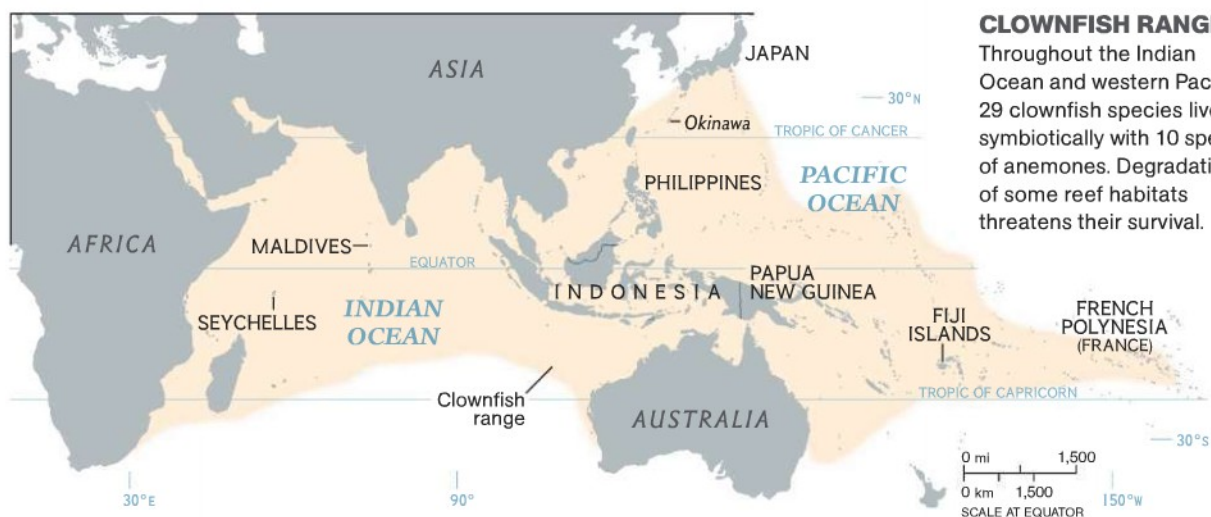 CLOWNFISH RANG
Throughout the Indian
Ocean and western Pac
29 clownfish species live
symbiotically with 10 spe
of anemones. Degradati
of some reef habitats
threatens their survival.
JAPAN
ASIA
30°N
Okinawa
TROPIC OF CANCER
PACIFIC
OCEAN
PHILIPPINES
AFRICA
MALDIVES
EQUATOR
PAPUA
NEW GUINEA
INDONESIA
SEYCHELLES
INDIAN
OCEAN
FIJI
ISLANDS
FRENCH
POLYNESIA
(FRANCE)
Clownfish
range
TROPIC OF CAPRICORN
AUSTRALIA
30°S
0 mi 1,500
0 km 1,500
SCALE AT EQUATOR
30°E
90°
150°W